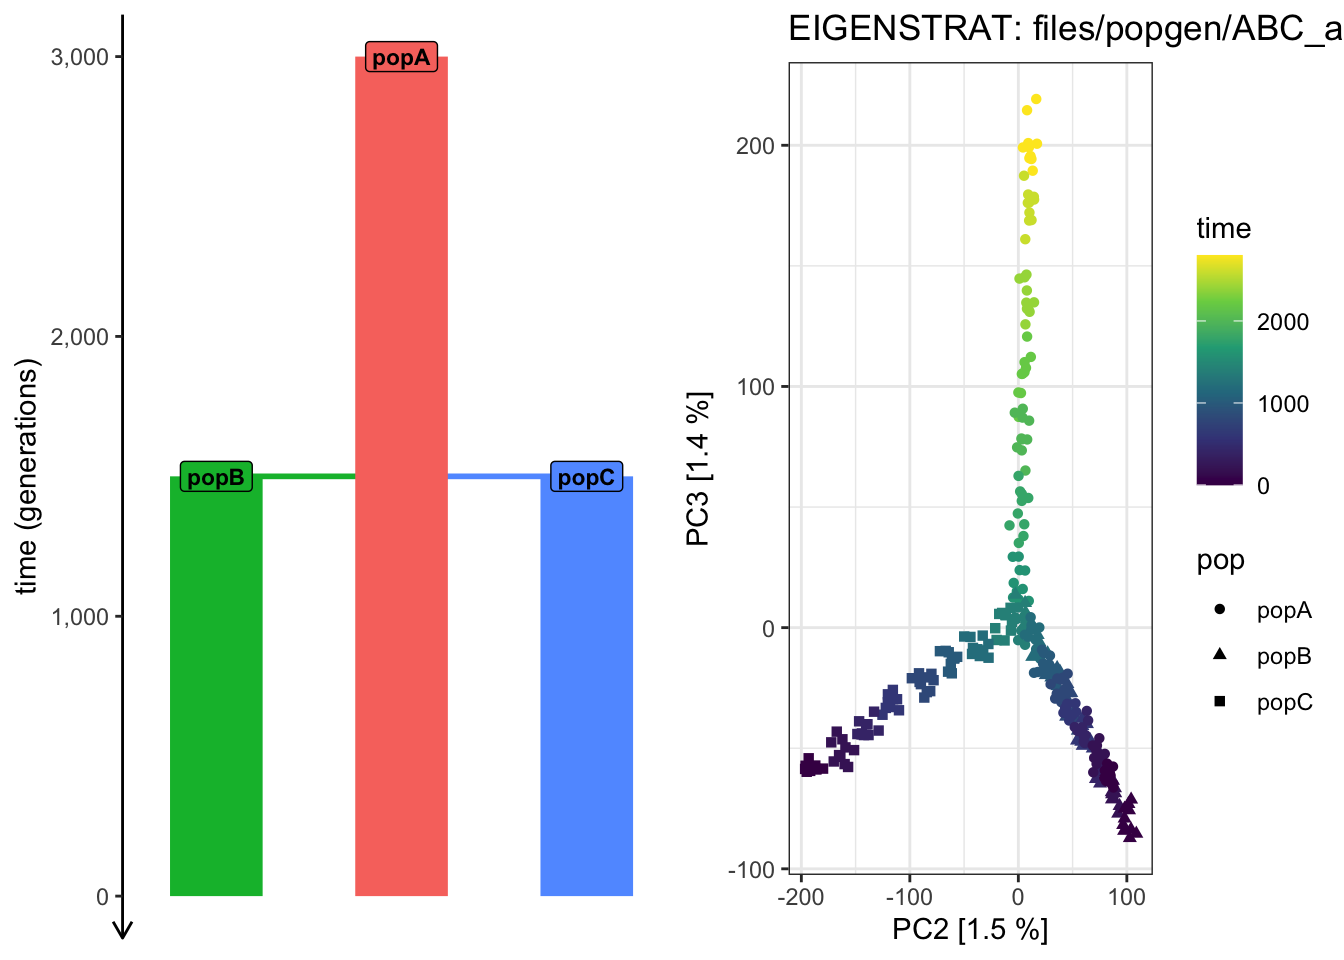 time (generations)
3,000
2,000
1,000
0
popA
popB
popC
EIGENSTRAT: files/popgen/ABC_a
PC3 [1.4 %]
200
100
0
-100
-200
-100
0
100
PC2 [1.5 %]
time
2000
1000
0
pop
popA
popB
popC